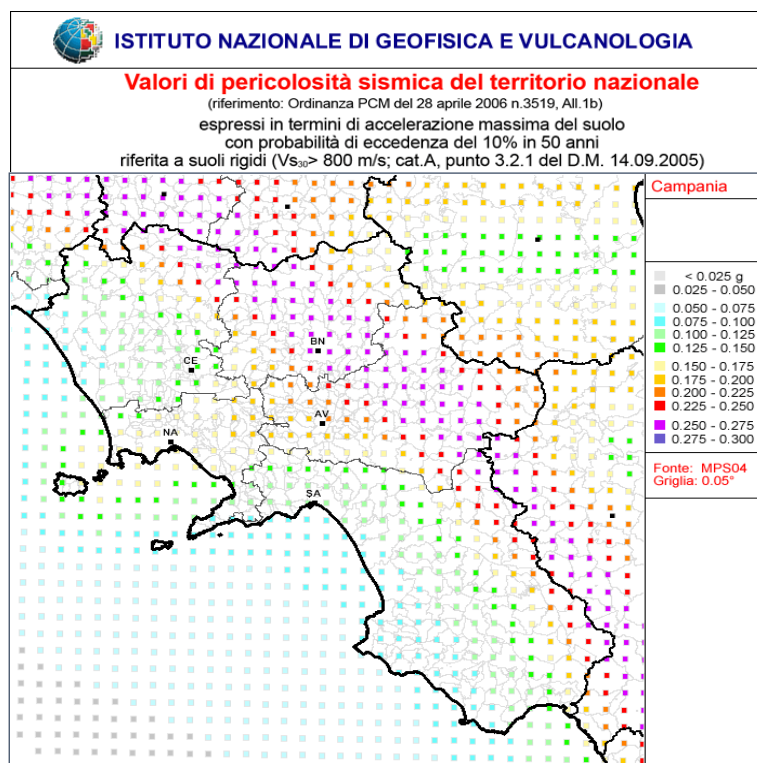 ISTITUTO NAZIONALE DI GEOFISICA E VULCANOLOGIA
Valori di pericolosità sismica del territorio nazionale
(riferimento: Ordinanza PCM del 28 aprile 2006 n.3519, All.1b)
espressi in termini di accelerazione massima del suolo
con probabilità di eccedenza del 10% in 50 anni
riferita a suoli rigidi (Vs₃₀> 800 m/s; cat.A, punto 3.2.1 del D.M. 14.09.2005)
Campania
< 0.025 g
0.025 - 0.050
0.050 - 0.075
0.075 - 0.100
0.100 - 0.125
0.125 - 0.150
0.150 - 0.175
0.175 - 0.200
0.200 - 0.225
0.225 - 0.250
0.250 - 0.275
0.275 - 0.300
Fonte: MPS04
Griglia: 0.05°
BN
CE
AV
NA
SA